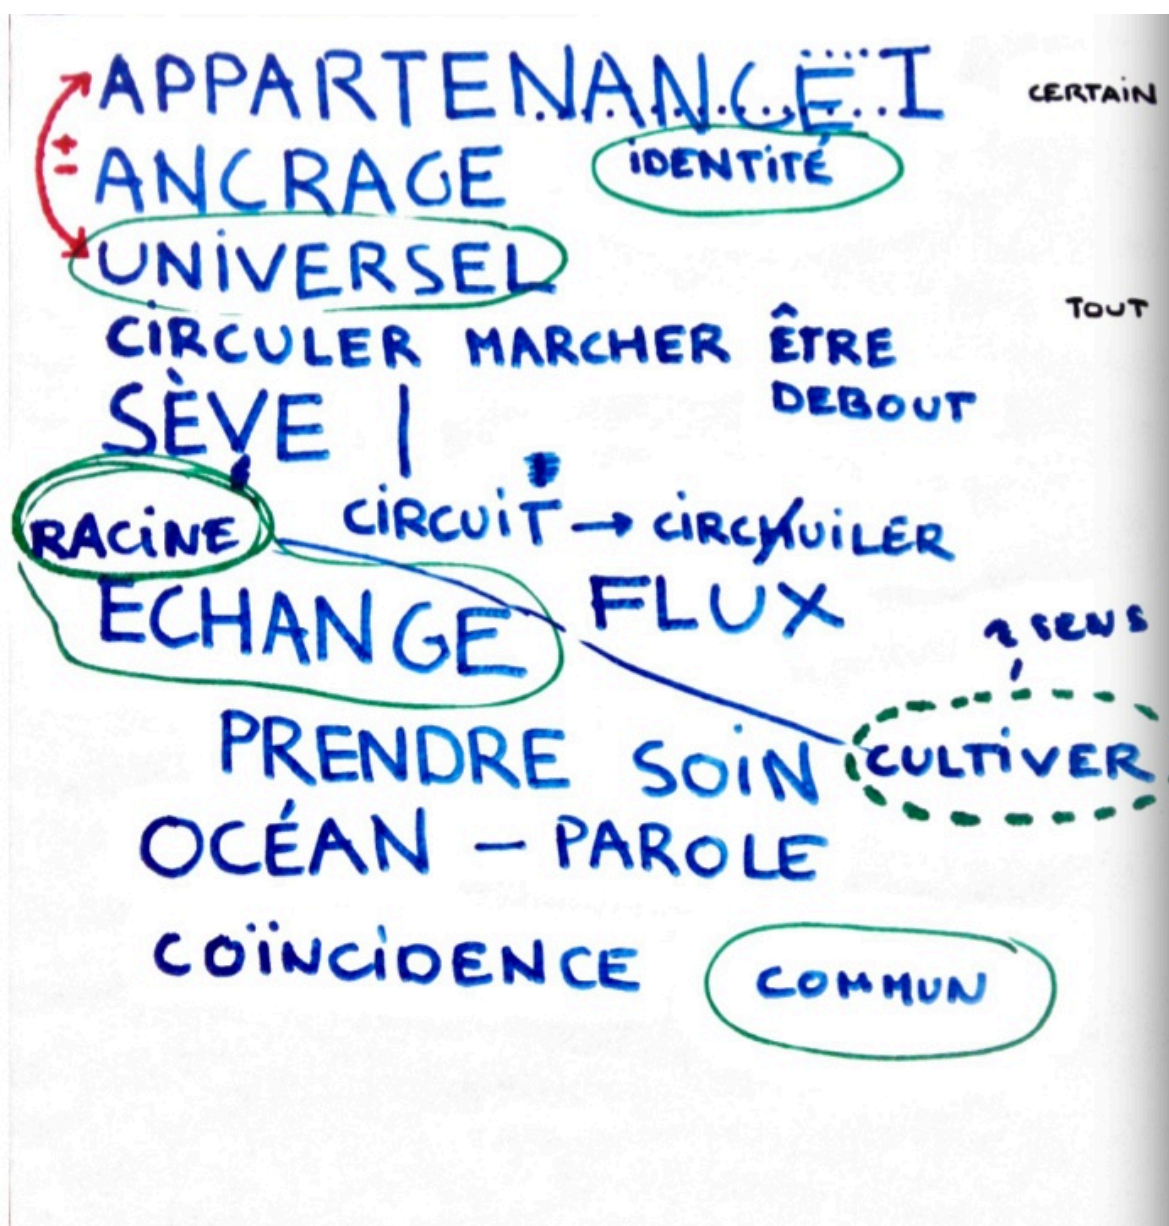 APPARTENANCE I
CERTAIN
ANCRAGE
iDENTiTÉ
UNiVERSEL
TOUT
CiRCULER MARCHER ÊTRE
DEBOUT
SÈVE |
RACiNE
CiRCUiT → CiRCUiLER
ECHANGE
FLUX
2 SENS
PRENDRE SOiN
CULTiVER
OCÉAN – PAROLE
COÏNCiDENCE
COMMUN